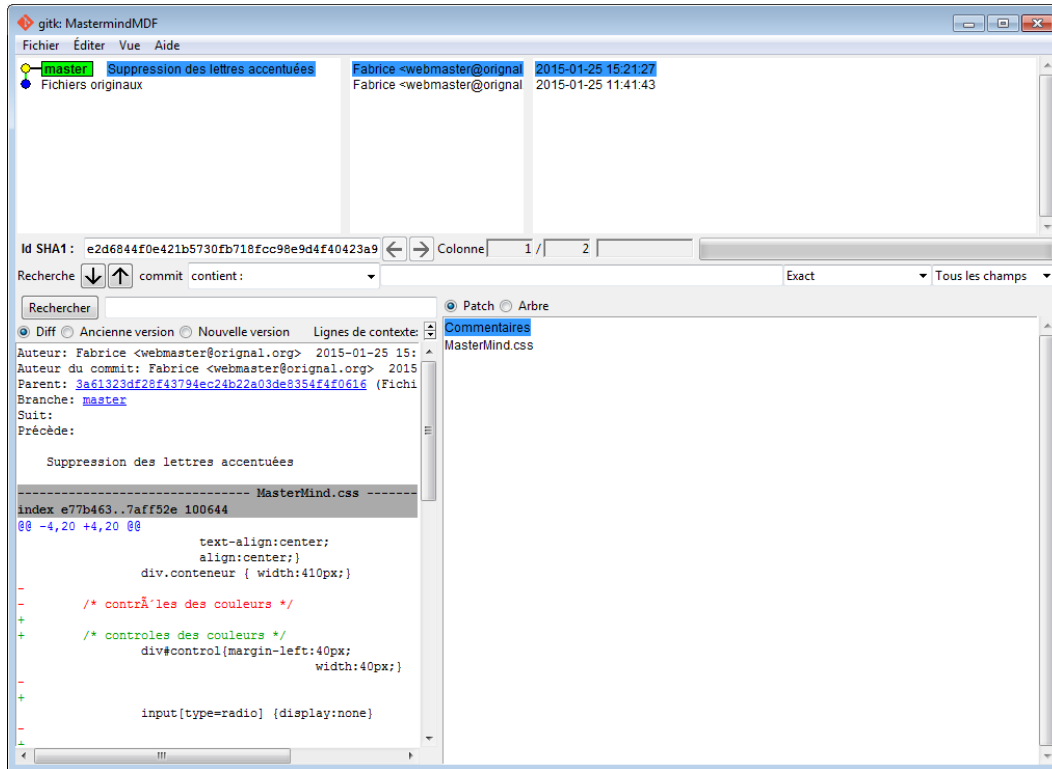 gitk: MastermindMDF
Fichier Éditer Vue Aide
master Suppression des lettres accentuées Fabrice <webmaster@orignal 2015-01-25 15:21:27
Fichiers originaux Fabrice <webmaster@orignal 2015-01-25 11:41:43
Id SHA1 : e2d6844f0e421b5730fb718fcc98e9d4f40423a9 Colonne 1 / 2
Recherche commit contient : Exact Tous les champs
Rechercher Patch Arbre
Diff Ancienne version Nouvelle version Lignes de contexte:
Commentaires
MasterMind.css
Auteur: Fabrice <webmaster@orignal.org> 2015-01-25 15:
Auteur du commit: Fabrice <webmaster@orignal.org> 2015
Parent: 3a61323df28f43794ec24b22a03de8354f4f0616 (Fichi
Branche: master
Suit:
Précède:
Suppression des lettres accentuées
-------------------------------- MasterMind.css -------
index e77b463..7aff52e 100644
@@ -4,20 +4,20 @@
text-align:center;
align:center;}
div.conteneur { width:410px;}
-
- /* contrÃ´les des couleurs */
+
+ /* controles des couleurs */
div#control{margin-left:40px;
width:40px;}
-
+
input[type=radio] {display:none}
-
+